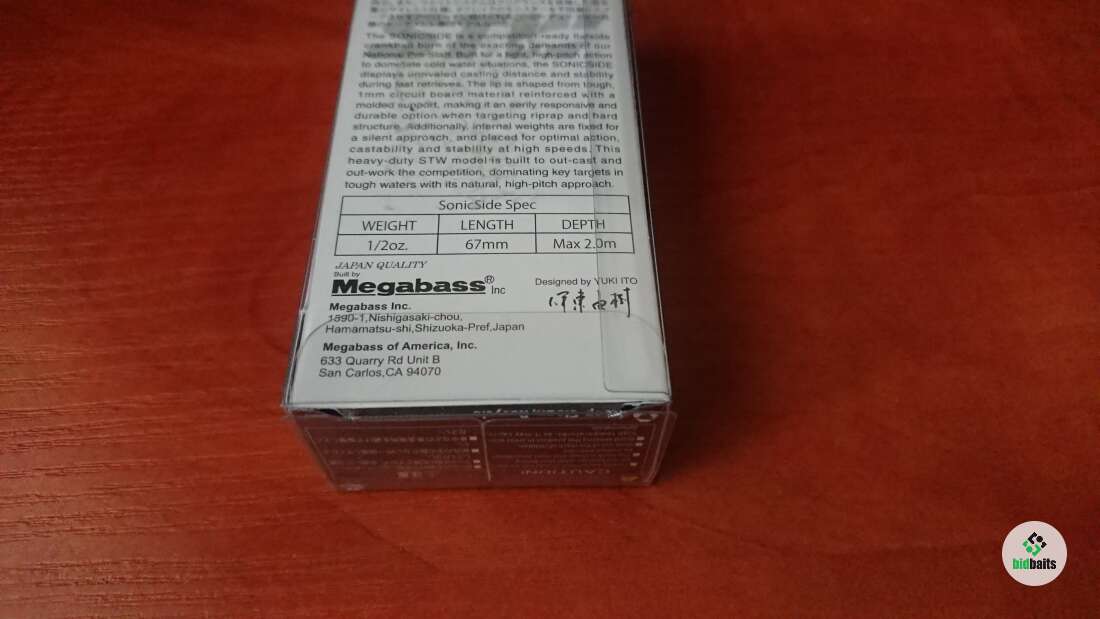 The SONICSIDE is a competition-ready flatside
crankbait born of the exacting demands of our
National Pro-Staff. Built for a tight, high-pitch action
to dominate cold water situations, the SONICSIDE
displays unrivaled casting distance and stability
during fast retrieves. The lip is shaped from tough,
1mm circuit board material reinforced with a
molded support, making it an eerily responsive and
durable option when targeting riprap and hard
structure. Additionally, internal weights are fixed for
a silent approach, and placed for optimal action,
castability and stability at high speeds. This
heavy-duty STW model is built to out-cast and
out-work the competition, dominating key targets in
tough waters with its natural, high-pitch approach.
SonicSide Spec
WEIGHT LENGTH DEPTH
1/2oz. 67mm Max 2.0m
JAPAN QUALITY
Built by
Megabass® Inc
Designed by YUKI ITO
伊東由樹
Megabass Inc.
1890-1,Nishigasaki-chou,
Hamamatsu-shi,Shizuoka-Pref,Japan
Megabass of America, Inc.
633 Quarry Rd Unit B
San Carlos,CA 94070
CAUTION!
bidbaits